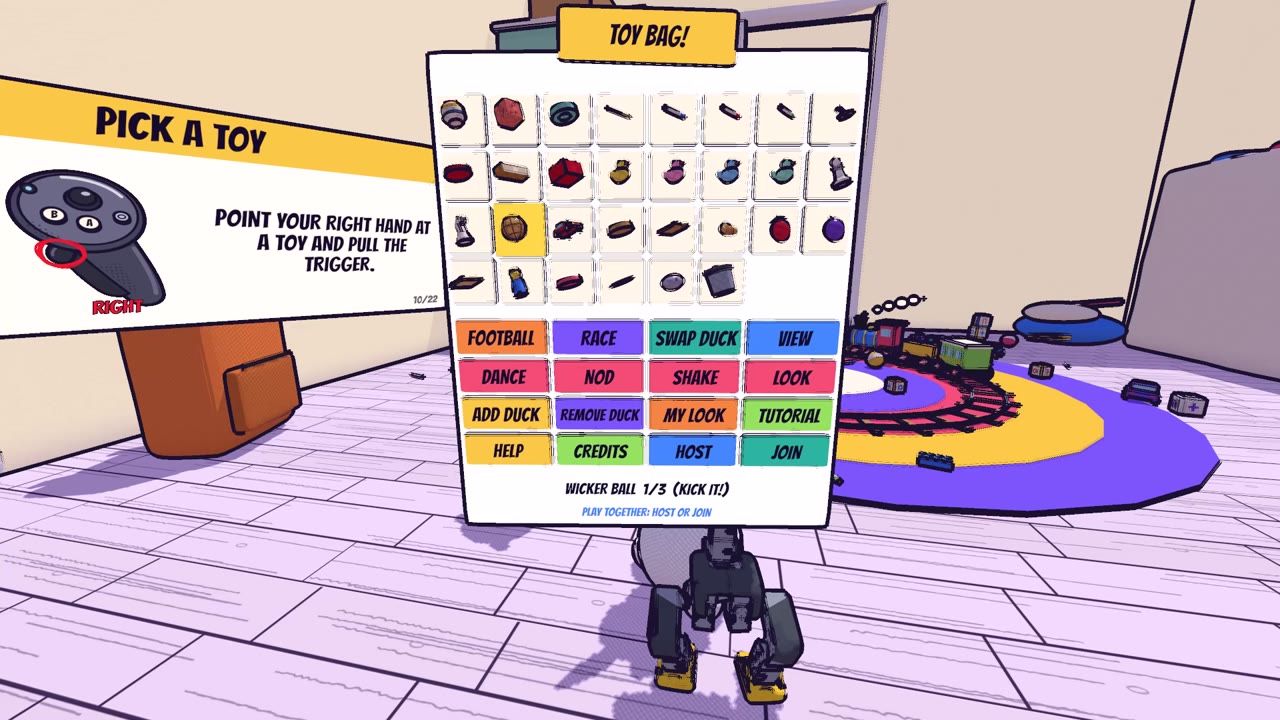 TOY BAG!
PICK A TOY
B
A
POINT YOUR RIGHT HAND AT
A TOY AND PULL THE
TRIGGER.
RIGHT
10/22
FOOTBALL
RACE
SWAP DUCK
VIEW
DANCE
NOD
SHAKE
LOOK
ADD DUCK
REMOVE DUCK
MY LOOK
TUTORIAL
HELP
CREDITS
HOST
JOIN
WICKER BALL 1/3 (KICK IT!)
PLAY TOGETHER: HOST OR JOIN